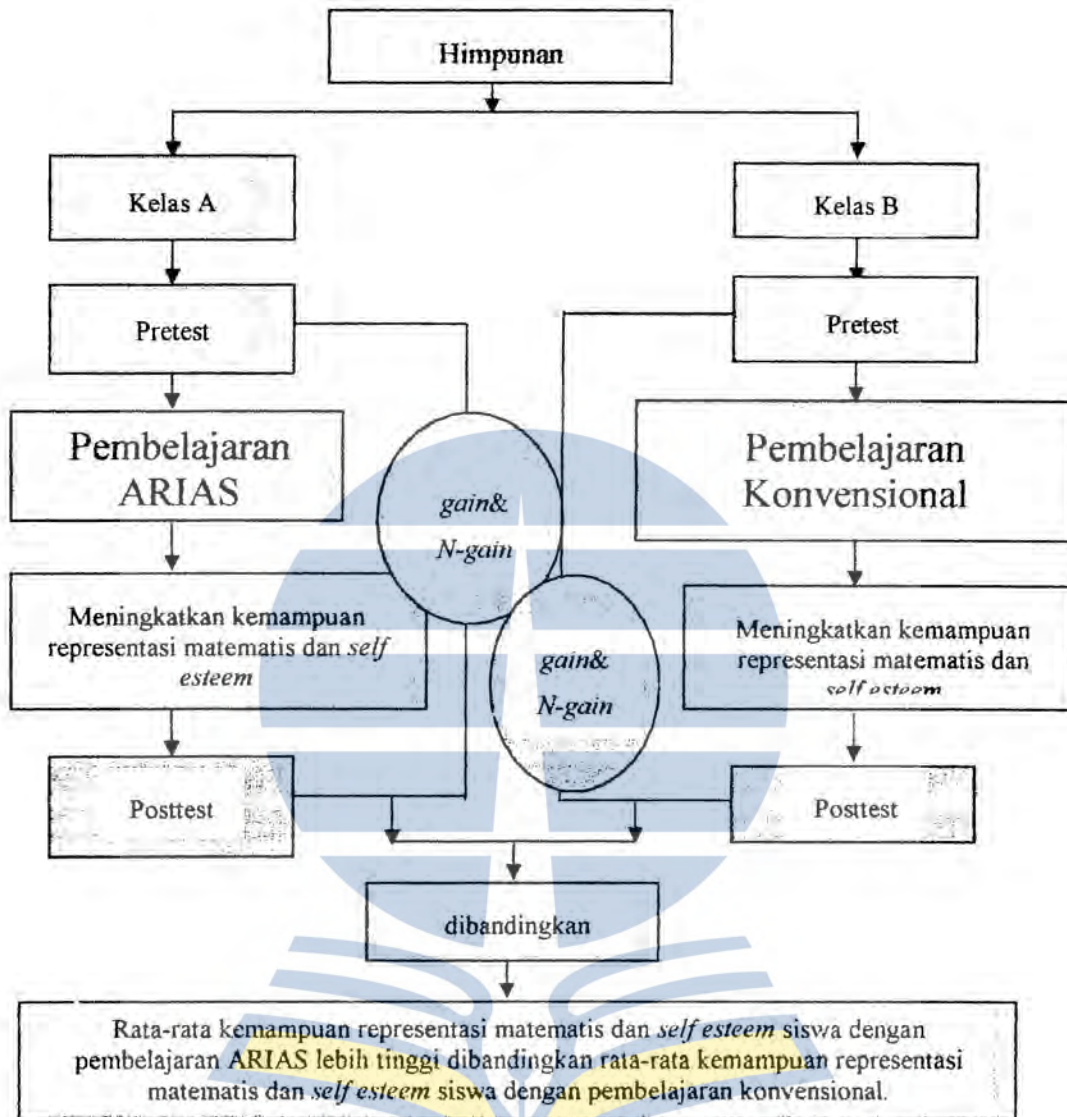 Himpunan
Kelas A
Kelas B
Pretest
Pretest
Pembelajaran
ARIAS
Pembelajaran
Konvensional
gain&
N-gain
Meningkatkan kemampuan
representasi matematis dan self
esteem
gain&
N-gain
Meningkatkan kemampuan
representasi matematis dan
self esteem
Posttest
Posttest
dibandingkan
Rata-rata kemampuan representasi matematis dan self esteem siswa dengan
pembelajaran ARIAS lebih tinggi dibandingkan rata-rata kemampuan representasi
matematis dan self esteem siswa dengan pembelajaran konvensional.